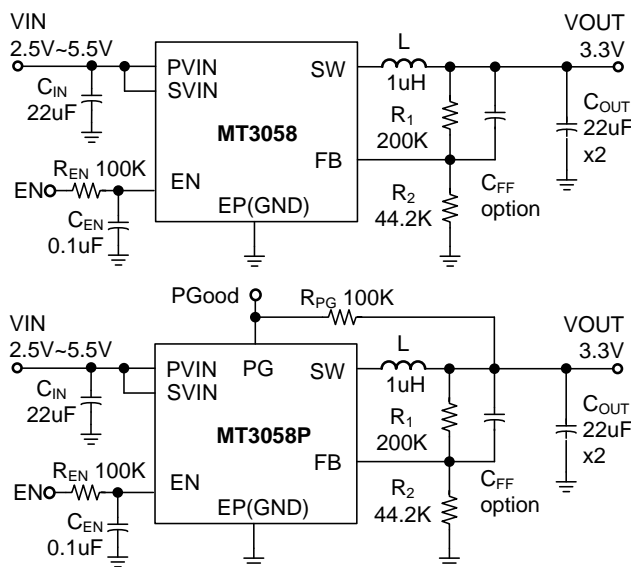 VIN
2.5V~5.5V
CIN
22uF
PVIN
SVIN
SW
MT3058
FB
EN
EP(GND)
L
1uH
R1
200K
R2
44.2K
CFF
option
VOUT
3.3V
COUT
22uF
x2
EN
REN 100K
CEN
0.1uF
PGood
RPG 100K
VIN
2.5V~5.5V
CIN
22uF
PVIN
SVIN
PG
SW
MT3058P
FB
EN
EP(GND)
L
1uH
R1
200K
R2
44.2K
CFF
option
VOUT
3.3V
COUT
22uF
x2
EN
REN 100K
CEN
0.1uF